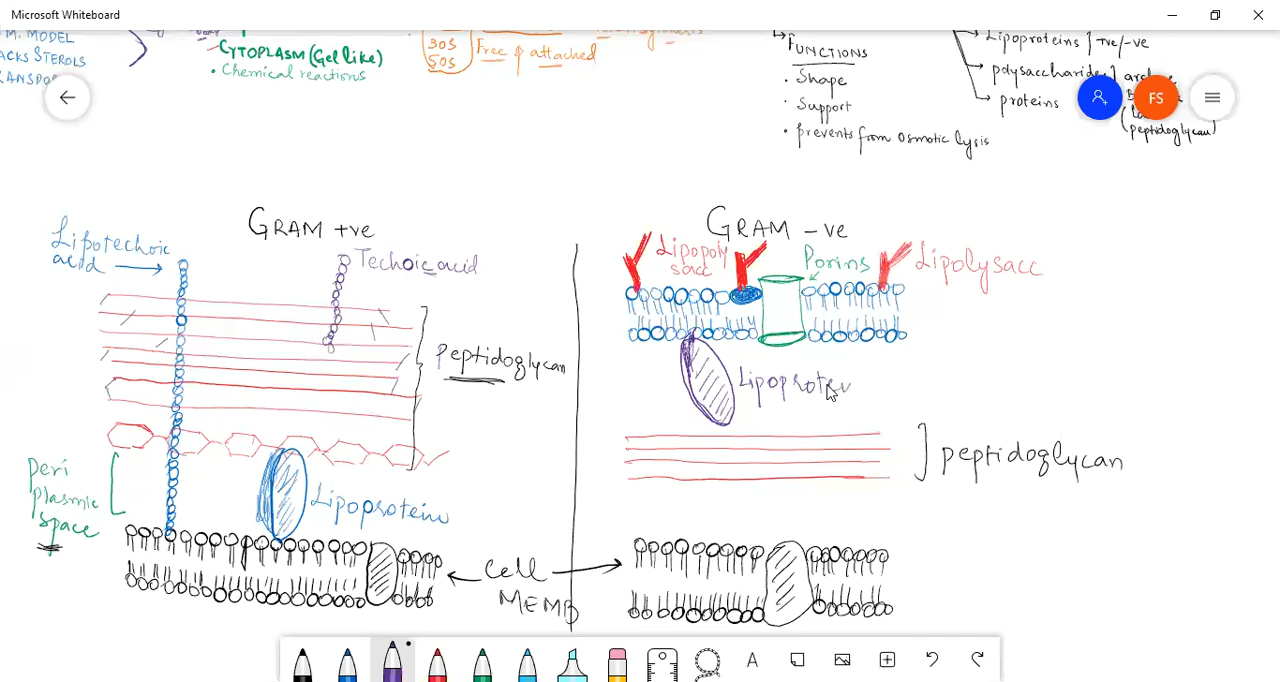 Microsoft Whiteboard
M. MODEL
ACKS STEROLS
CYTOPLASM (Gel like)
• Chemical reactions
30S
50S
Free & attached
FUNCTIONS
• Shape
• Support
• prevents from osmotic lysis
Lipoproteins } +ve/-ve
polysaccharides
proteins
peptidoglycan)
FS
GRAM +ve
Lipotechoic
acid
Techoic acid
peptidoglycan
Peri
plasmic
space
Lipoprotein
Cell
MEMB
GRAM -ve
Lipopoly
sacc
Porins
Lipolysacc
Lipoprotein
peptidoglycan
A